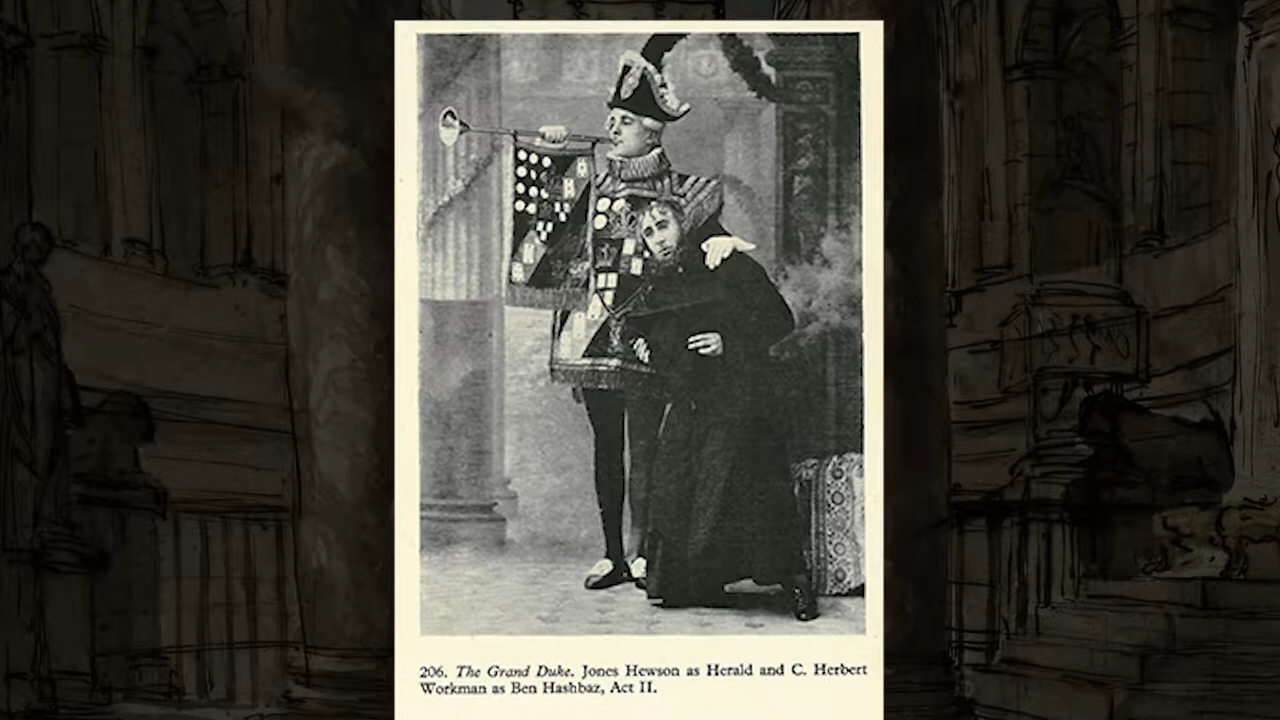 206. The Grand Duke. Jones Hewson as Herald and C. Herbert
Workman as Ben Hashbaz, Act II.